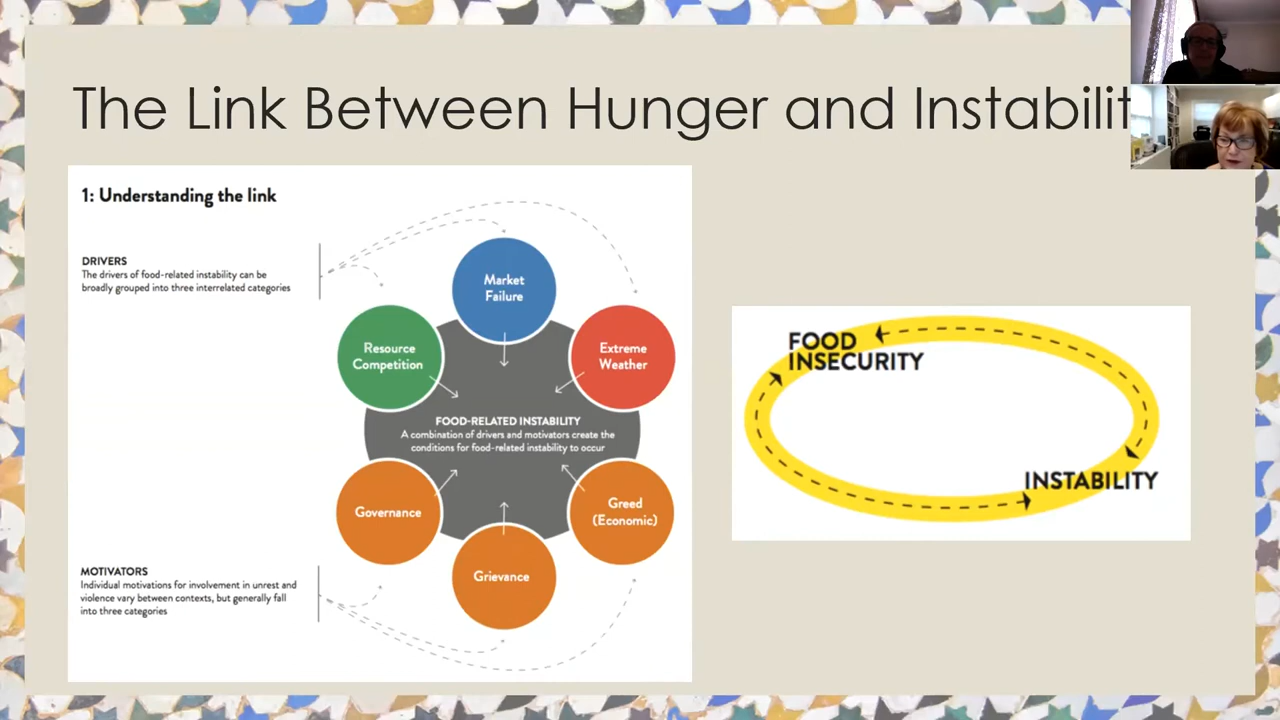 The Link Between Hunger and Instabilit
1: Understanding the link
DRIVERS
The drivers of food-related instability can be
broadly grouped into three interrelated categories
Market
Failure
Resource
Competition
Extreme
Weather
FOOD-RELATED INSTABILITY
A combination of drivers and motivators create the
conditions for food-related instability to occur
Governance
Greed
(Economic)
Grievance
MOTIVATORS
Individual motivations for involvement in unrest and
violence vary between contexts, but generally fall
into three categories
FOOD
INSECURITY
INSTABILITY